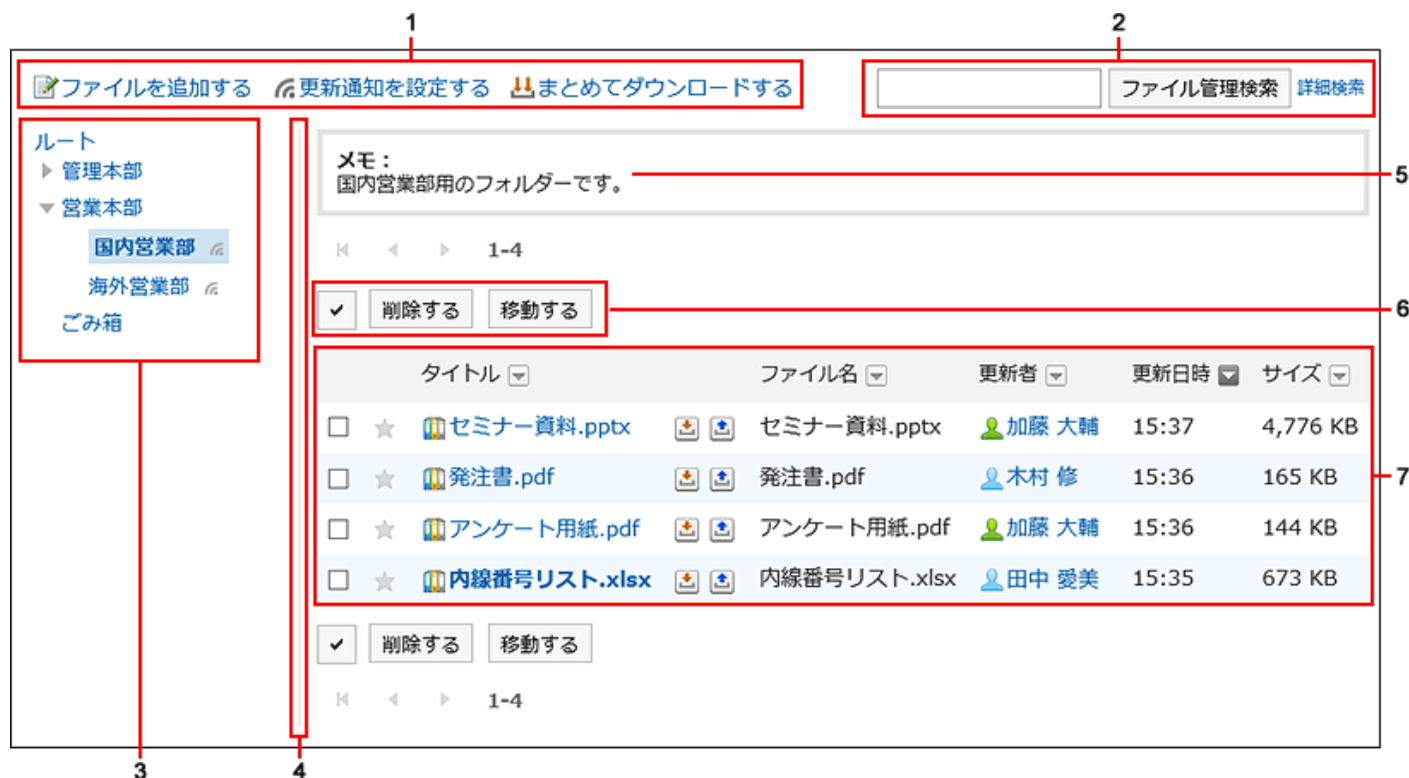 1
2
ファイルを追加する 更新通知を設定する まとめてダウンロードする
ファイル管理検索 詳細検索
ルート
管理本部
営業本部
国内営業部
海外営業部
ごみ箱
メモ：
国内営業部用のフォルダーです。
5
1-4
削除する 移動する
6
タイトル ファイル名 更新者 更新日時 サイズ
セミナー資料.pptx セミナー資料.pptx 加藤 大輔 15:37 4,776 KB
発注書.pdf 発注書.pdf 木村 修 15:36 165 KB
7
アンケート用紙.pdf アンケート用紙.pdf 加藤 大輔 15:36 144 KB
内線番号リスト.xlsx 内線番号リスト.xlsx 田中 愛美 15:35 673 KB
削除する 移動する
1-4
3
4